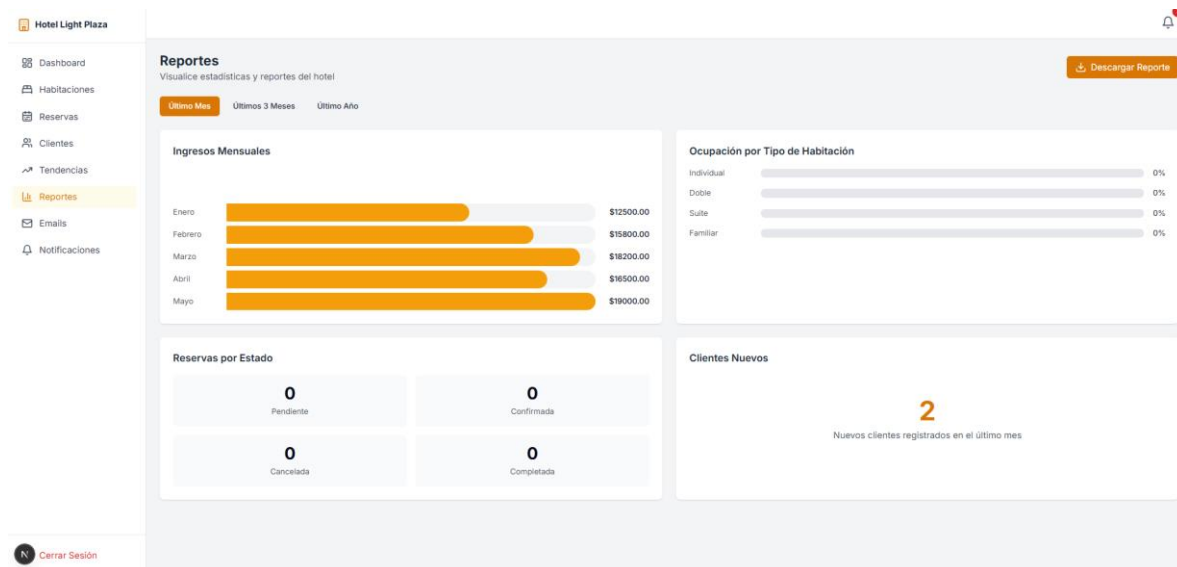 Hotel Light Plaza
Dashboard
Habitaciones
Reservas
Clientes
Tendencias
Reportes
Emails
Notificaciones
N
Cerrar Sesión
Reportes
Visualice estadísticas y reportes del hotel
Descargar Reporte
Último Mes
Últimos 3 Meses
Último Año
Ingresos Mensuales
Enero $12500.00
Febrero $15800.00
Marzo $18200.00
Abril $16500.00
Mayo $19000.00
Ocupación por Tipo de Habitación
Individual 0%
Doble 0%
Suite 0%
Familiar 0%
Reservas por Estado
0
Pendiente
0
Confirmada
0
Cancelada
0
Completada
Clientes Nuevos
2
Nuevos clientes registrados en el último mes